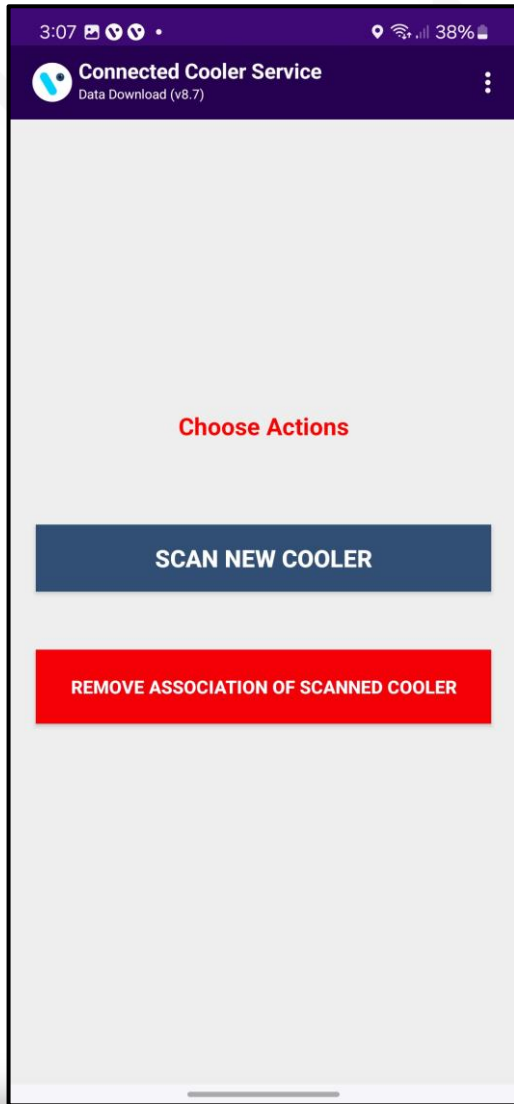 3:07 38%
Connected Cooler Service
Data Download (v8.7)
Choose Actions
SCAN NEW COOLER
REMOVE ASSOCIATION OF SCANNED COOLER